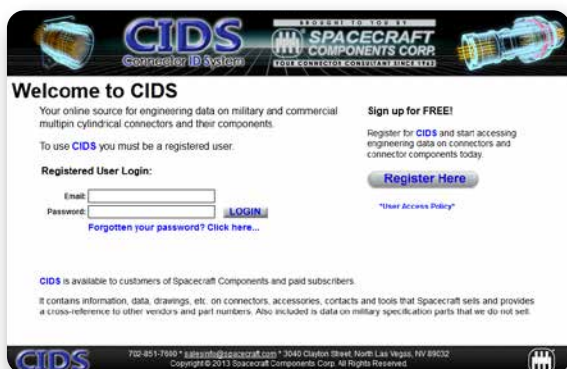 CIDS
Connector ID System
BROUGHT TO YOU BY
SPACECRAFT
COMPONENTS CORP.
YOUR CONNECTOR CONSULTANT SINCE 1962
Welcome to CIDS
Your online source for engineering data on military and commercial
multipin cylindrical connectors and their components.
To use CIDS you must be a registered user.
Registered User Login:
Email:
Password:
LOGIN
Forgotten your password? Click here...
Sign up for FREE!
Register for CIDS and start accessing
engineering data on connectors and
connector components today.
Register Here
*User Access Policy*
CIDS is available to customers of Spacecraft Components and paid subscribers.
It contains information, data, drawings, etc. on connectors, accessories, contacts and tools that Spacecraft sells and provides
a cross-reference to other vendors and part numbers. Also included is data on military specification parts that we do not sell.
CIDS
702-851-7600 * salesinfo@spacecraft.com * 3040 Clayton Street, North Las Vegas, NV 89032
Copyright © 2013 Spacecraft Components Corp. All Rights Reserved.